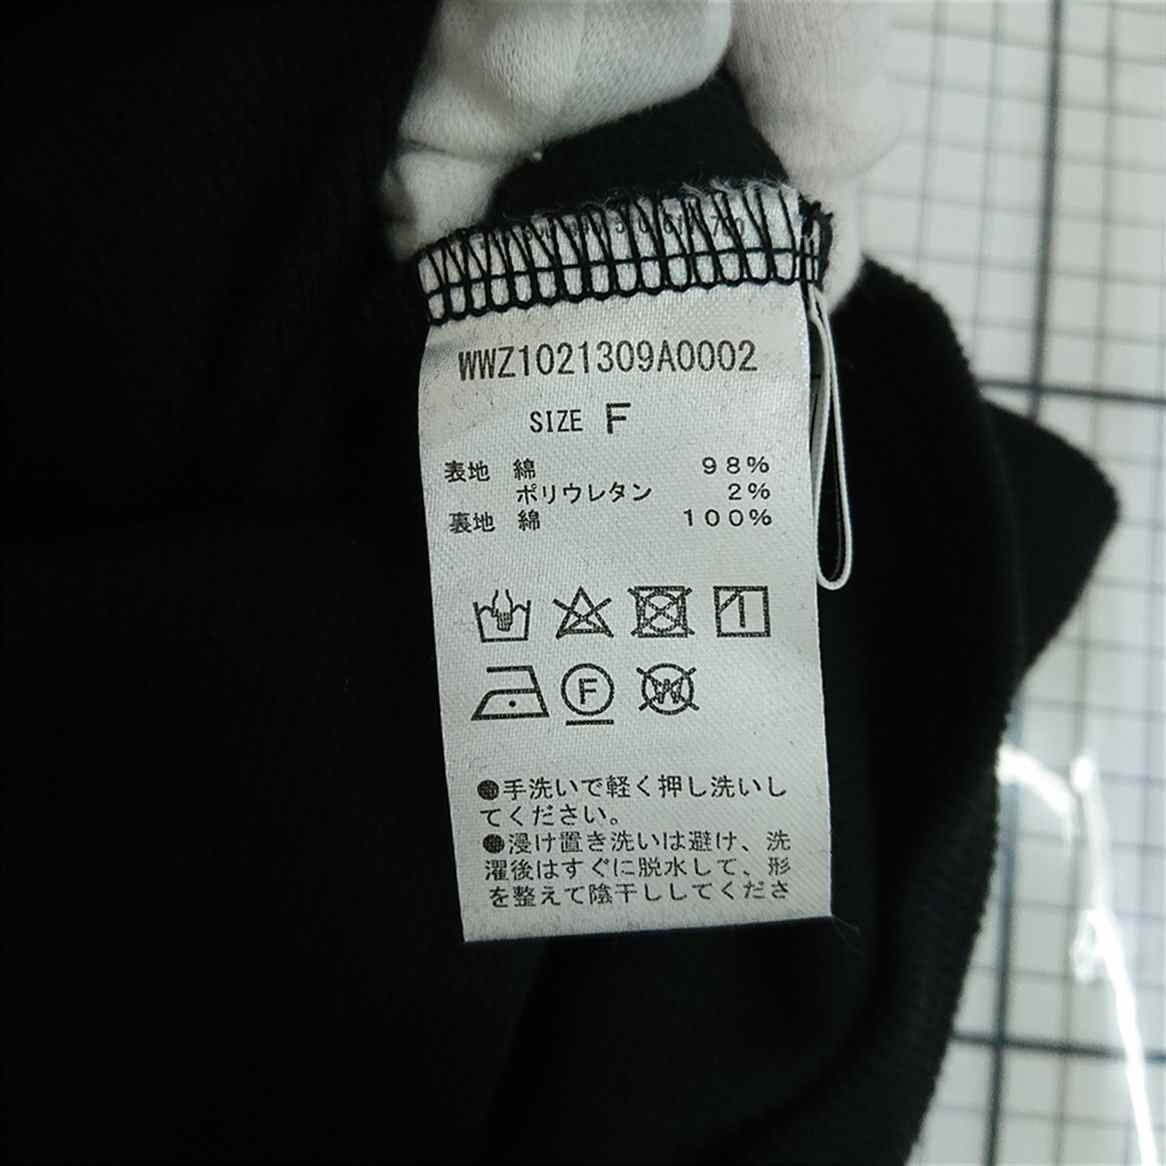 WWZ1021309A0002
SIZE F
表地 綿 98%
ポリウレタン 2%
裏地 綿 100%
F
W
●手洗いで軽く押し洗いし
てください。
●浸け置き洗いは避け、洗
濯後はすぐに脱水して、形
を整えて陰干ししてくださ